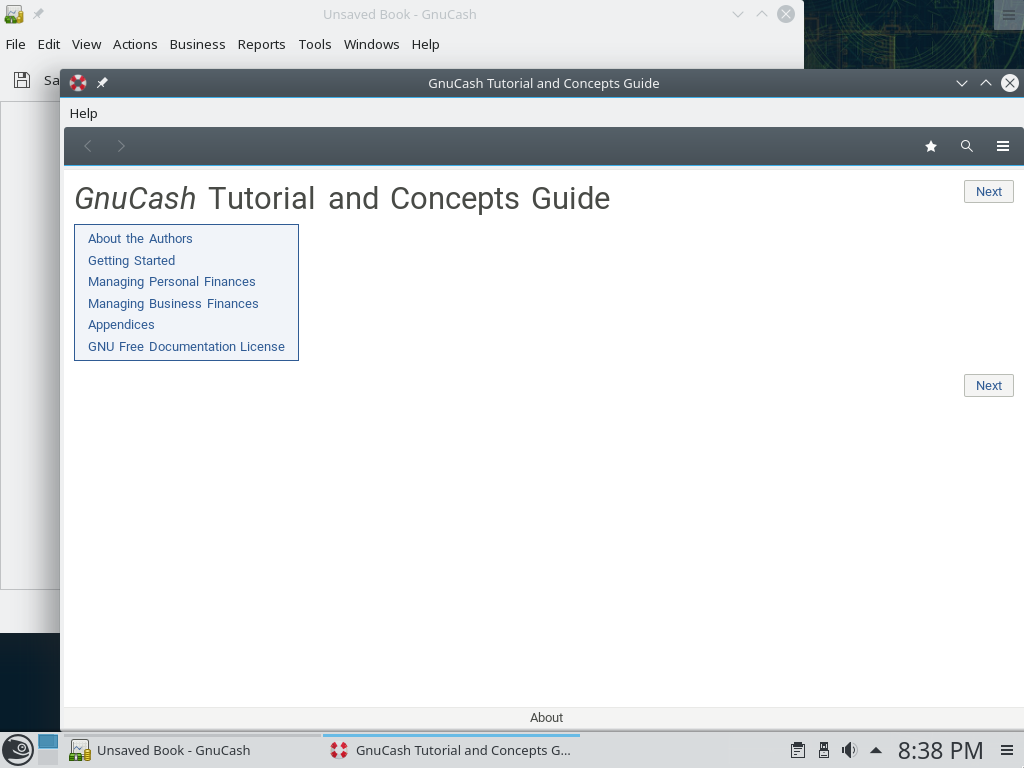 Unsaved Book - GnuCash
File Edit View Actions Business Reports Tools Windows Help
GnuCash Tutorial and Concepts Guide
Help
GnuCash Tutorial and Concepts Guide
Next
About the Authors
Getting Started
Managing Personal Finances
Managing Business Finances
Appendices
GNU Free Documentation License
Next
About
Unsaved Book - GnuCash
GnuCash Tutorial and Concepts G...
8:38 PM